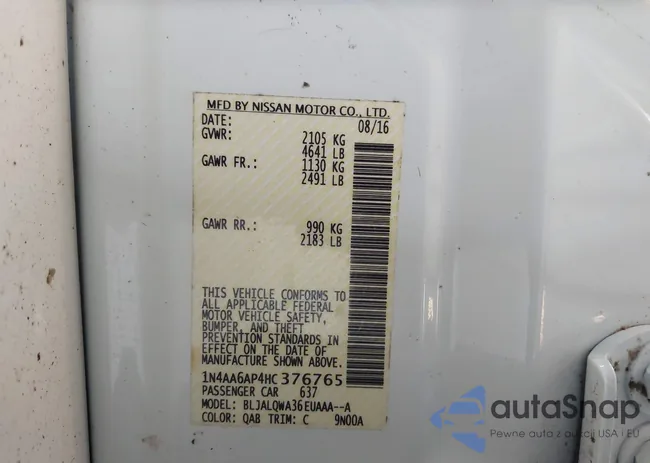 MFD BY NISSAN MOTOR CO., LTD.
DATE: 08/16
GVWR: 2105 KG
4641 LB
GAWR FR.: 1130 KG
2491 LB
GAWR RR.: 990 KG
2183 LB
THIS VEHICLE CONFORMS TO
ALL APPLICABLE FEDERAL
MOTOR VEHICLE SAFETY,
BUMPER, AND THEFT
PREVENTION STANDARDS IN
EFFECT ON THE DATE OF
MANUFACTURE SHOWN ABOVE.
1N4AA6AP4HC376765
PASSENGER CAR 637
MODEL: BLJALQWA36EUAAA--A
COLOR: QAB TRIM: C 9N00A
autaShop
Pewne auto z aukcji USA i EU